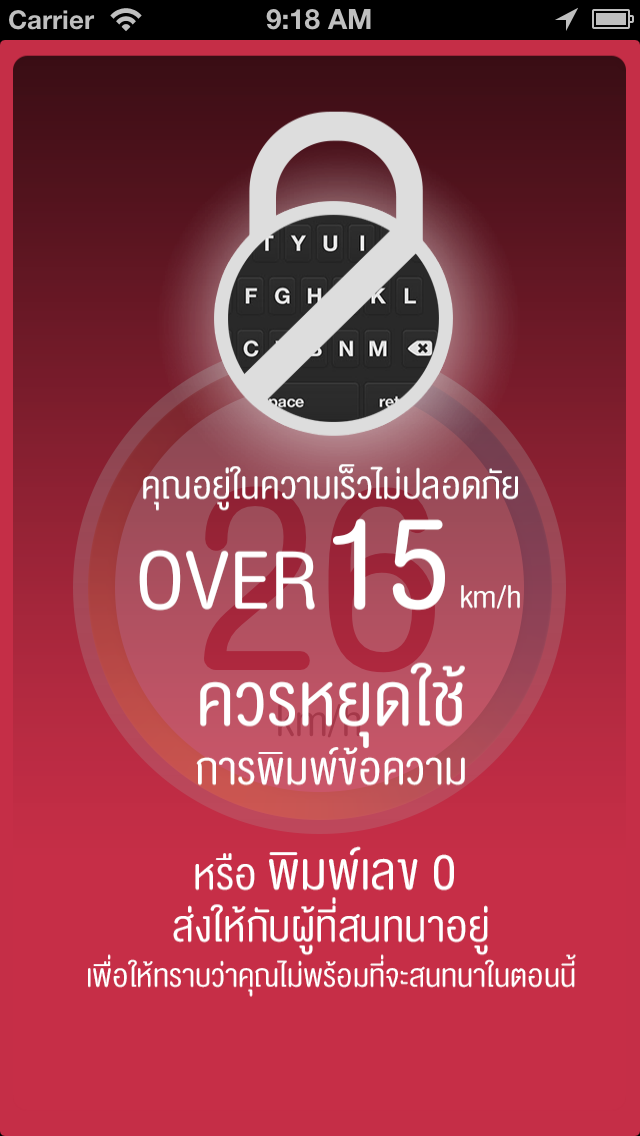 Carrier 9:18 AM
T Y U I
F G H K L
C B N M
pace ret
คุณอยู่ในความเร็วไม่ปลอดภัย
26
OVER 15 km/h
ควรหยุดใช้
km/h
การพิมพ์ข้อความ
หรือ พิมพ์เลข 0
ส่งให้กับผู้ที่สนทนาอยู่
เพื่อให้ทราบว่าคุณไม่พร้อมที่จะสนทนาในตอนนี้